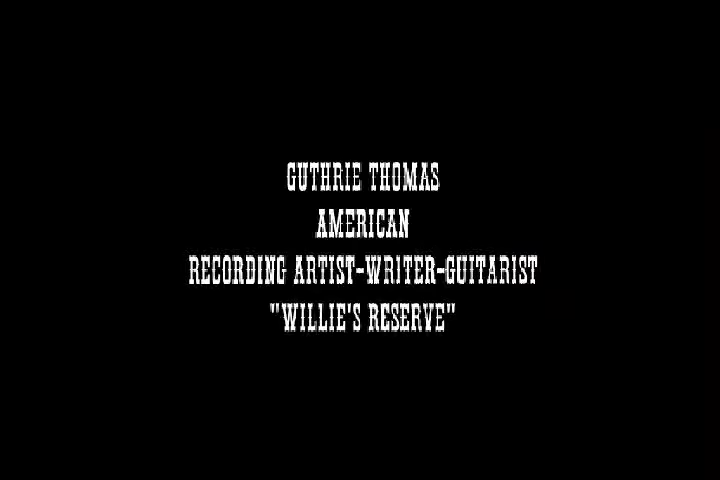 GUTHRIE THOMAS
AMERICAN
RECORDING ARTIST-WRITER-GUITARIST
"WILLIE'S RESERVE"